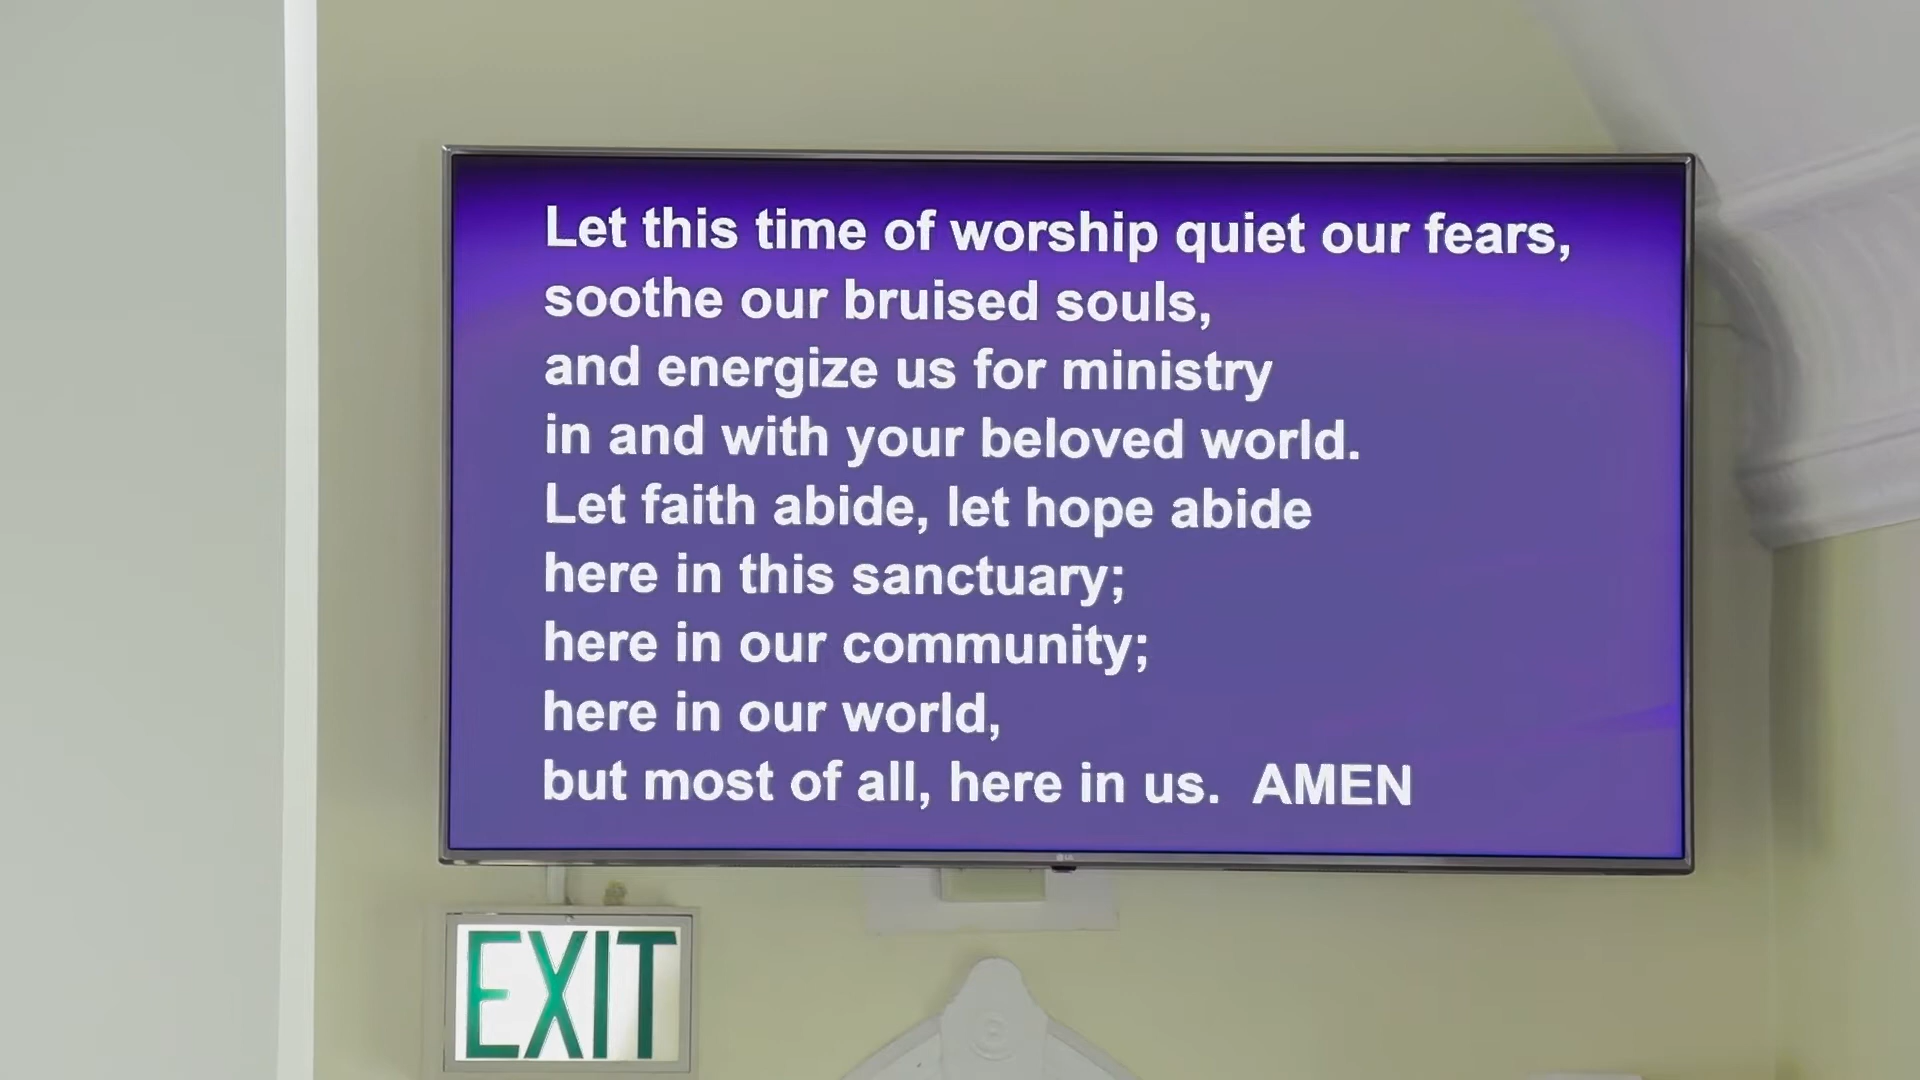 Let this time of worship quiet our fears,
soothe our bruised souls,
and energize us for ministry
in and with your beloved world.
Let faith abide, let hope abide
here in this sanctuary;
here in our community;
here in our world,
but most of all, here in us.  AMEN
LG
EXIT